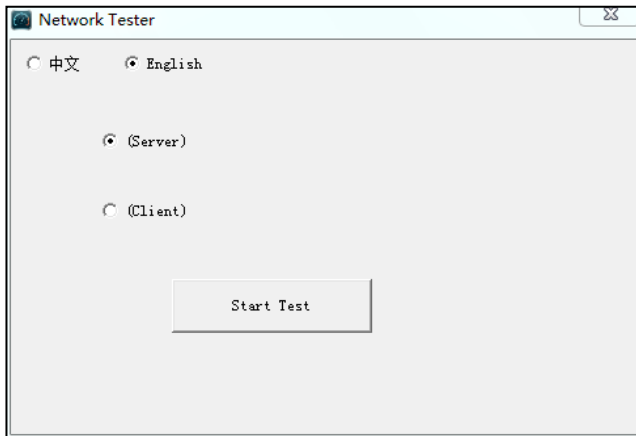 Network Tester
中文 English
(Server)
(Client)
Start Test